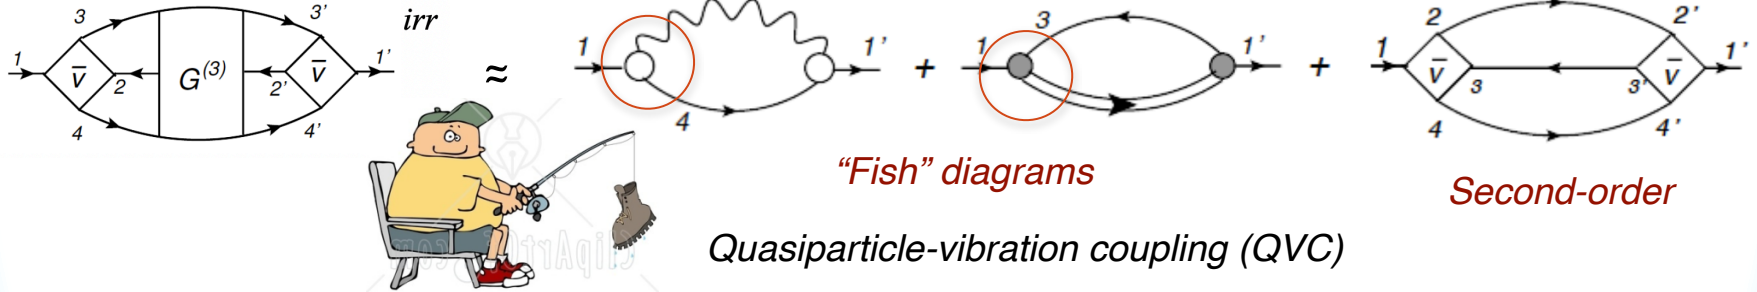 3 3' irr
1 v̄ 2 G(3) 2' v̄ 1'
4 4'
≈
1 1' 4
+
1 3 1'
+
1 2 v̄ 3 4 2' 3' v̄ 4' 1'
“Fish” diagrams
Second-order
Quasiparticle-vibration coupling (QVC)